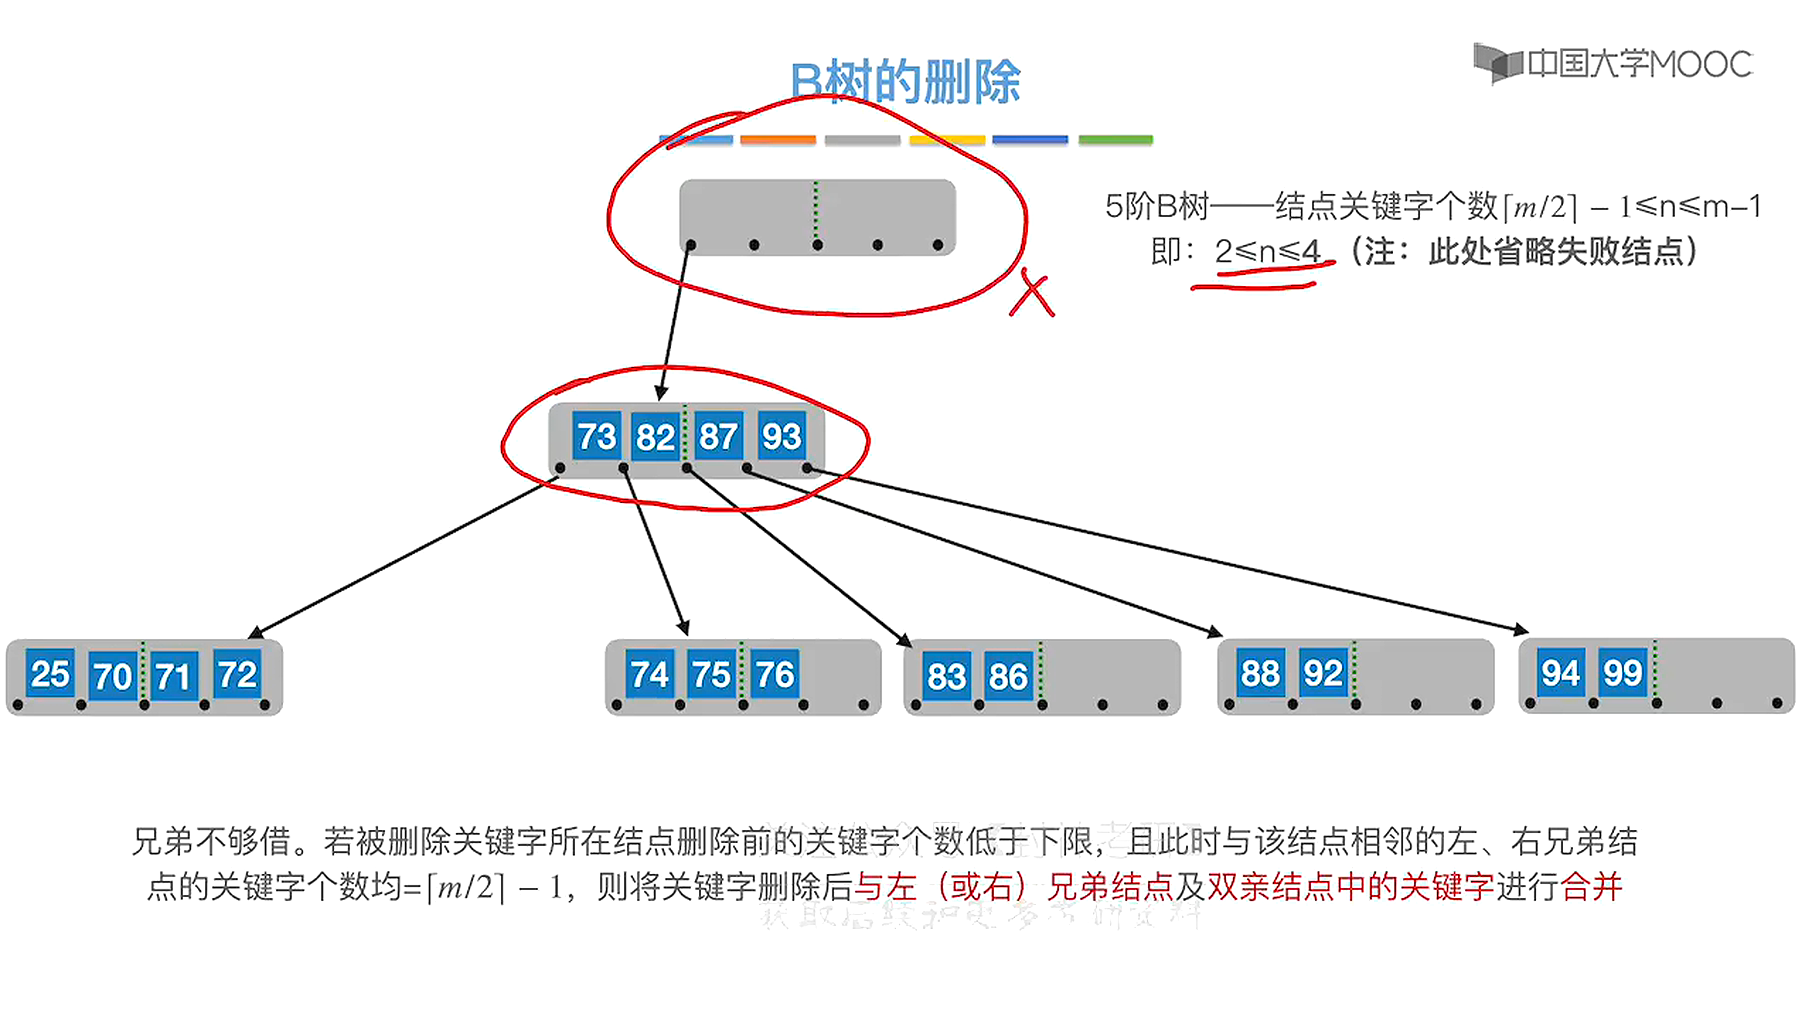 B树的删除
中国大学MOOC
5阶B树——结点关键字个数⌈m/2⌉ − 1≤n≤m–1
即：2≤n≤4（注：此处省略失败结点）
73 82 87 93
25 70 71 72
74 75 76
83 86
88 92
94 99
兄弟不够借。若被删除关键字所在结点删除前的关键字个数低于下限，且此时与该结点相邻的左、右兄弟结
点的关键字个数均=⌈m/2⌉ − 1，则将关键字删除后与左（或右）兄弟结点及双亲结点中的关键字进行合并